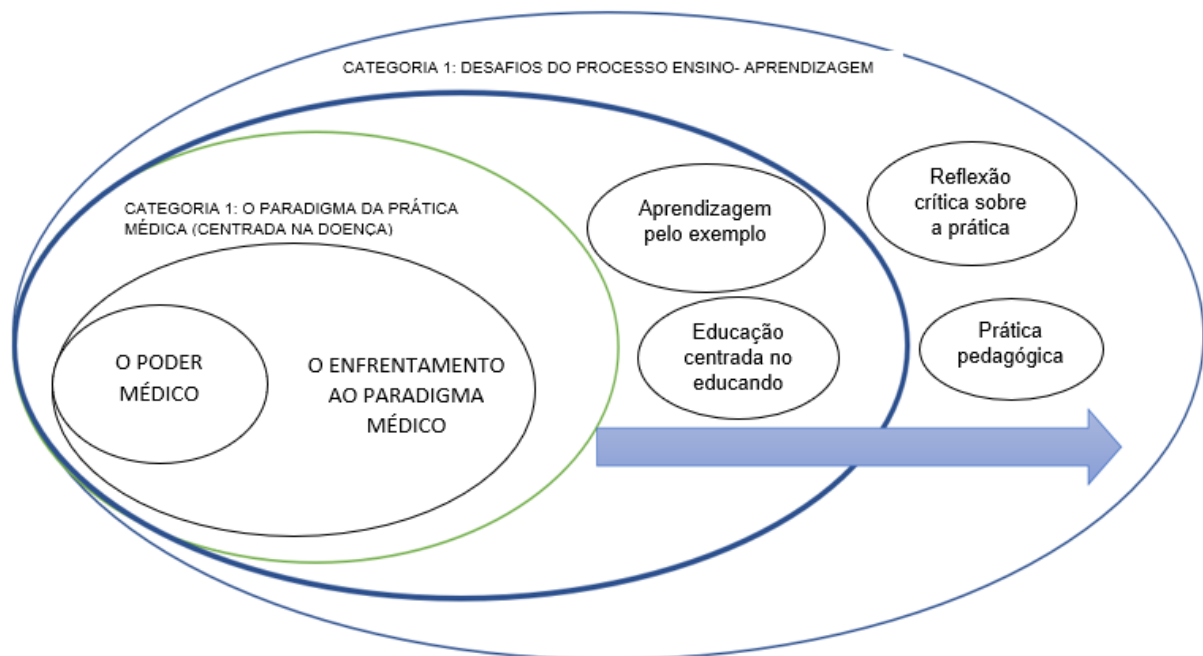 CATEGORIA 1: DESAFIOS DO PROCESSO ENSINO- APRENDIZAGEM
CATEGORIA 1: O PARADIGMA DA PRÁTICA
MÉDICA (CENTRADA NA DOENÇA)
O PODER
MÉDICO
O ENFRENTAMENTO
AO PARADIGMA
MÉDICO
Aprendizagem
pelo exemplo
Educação
centrada no
educando
Reflexão
crítica sobre
a prática
Prática
pedagógica